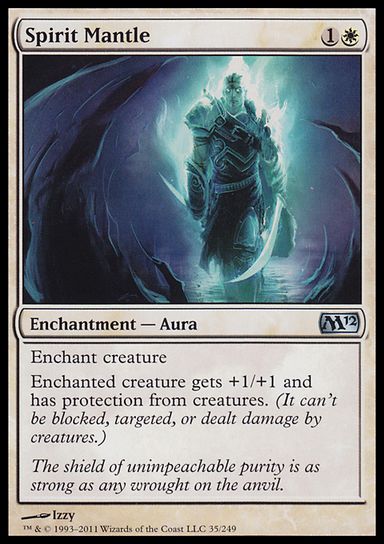 Spirit Mantle 1
Enchantment — Aura M12
Enchant creature
Enchanted creature gets +1/+1 and
has protection from creatures. (It can't
be blocked, targeted, or dealt damage by
creatures.)
The shield of unimpeachable purity is as
strong as any wrought on the anvil.
Izzy
™ & © 1993–2011 Wizards of the Coast LLC 35/249